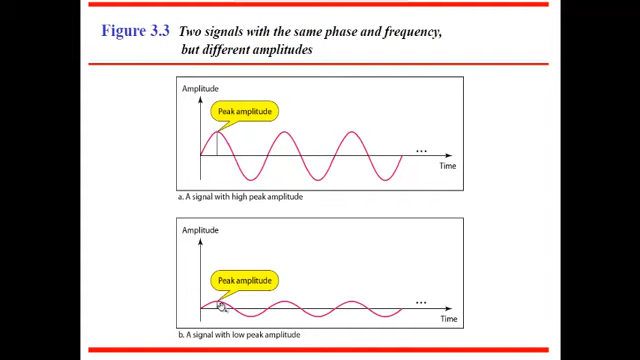 Figure 3.3 Two signals with the same phase and frequency,
but different amplitudes
Amplitude
Peak amplitude
...
Time
a. A signal with high peak amplitude
Amplitude
Peak amplitude
...
Time
b. A signal with low peak amplitude